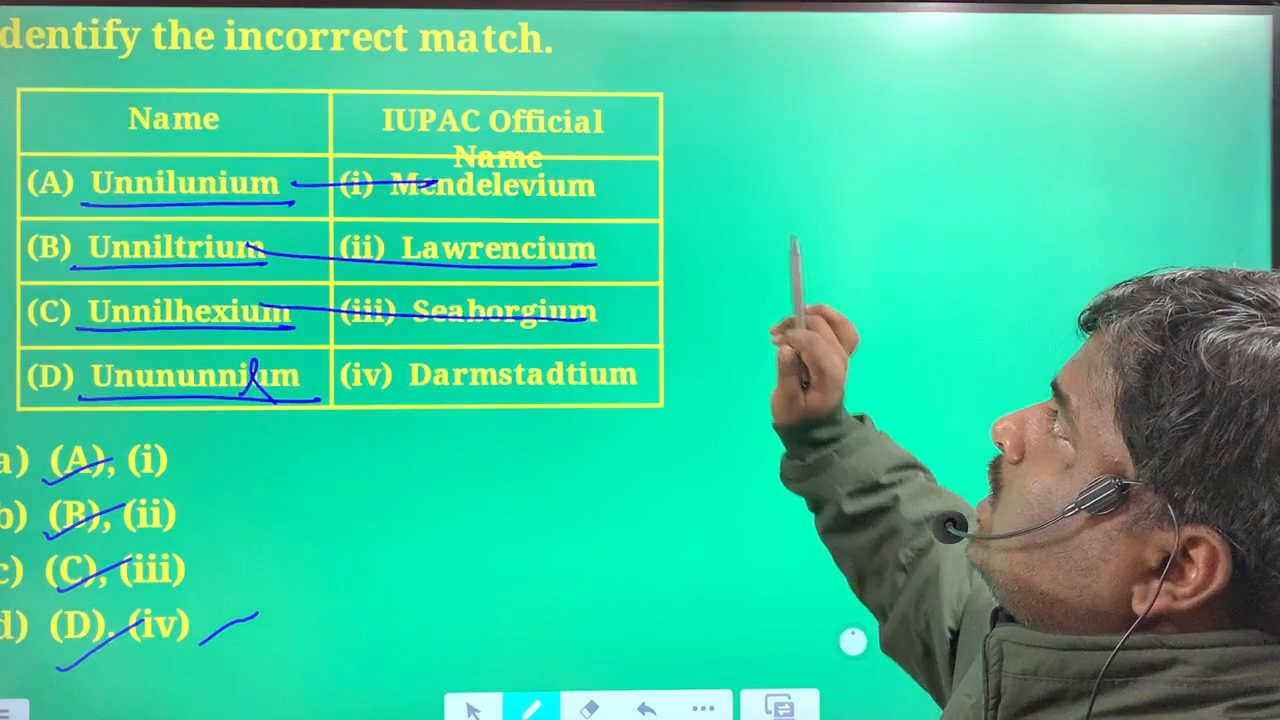 dentify the incorrect match.
Name IUPAC Official
Name
(A) Unnilunium (i) Mendelevium
(B) Unniltrium (ii) Lawrencium
(C) Unnilhexium (iii) Seaborgium
(D) Unununnium (iv) Darmstadtium
a) (A), (i)
b) (B), (ii)
c) (C), (iii)
d) (D). (iv)